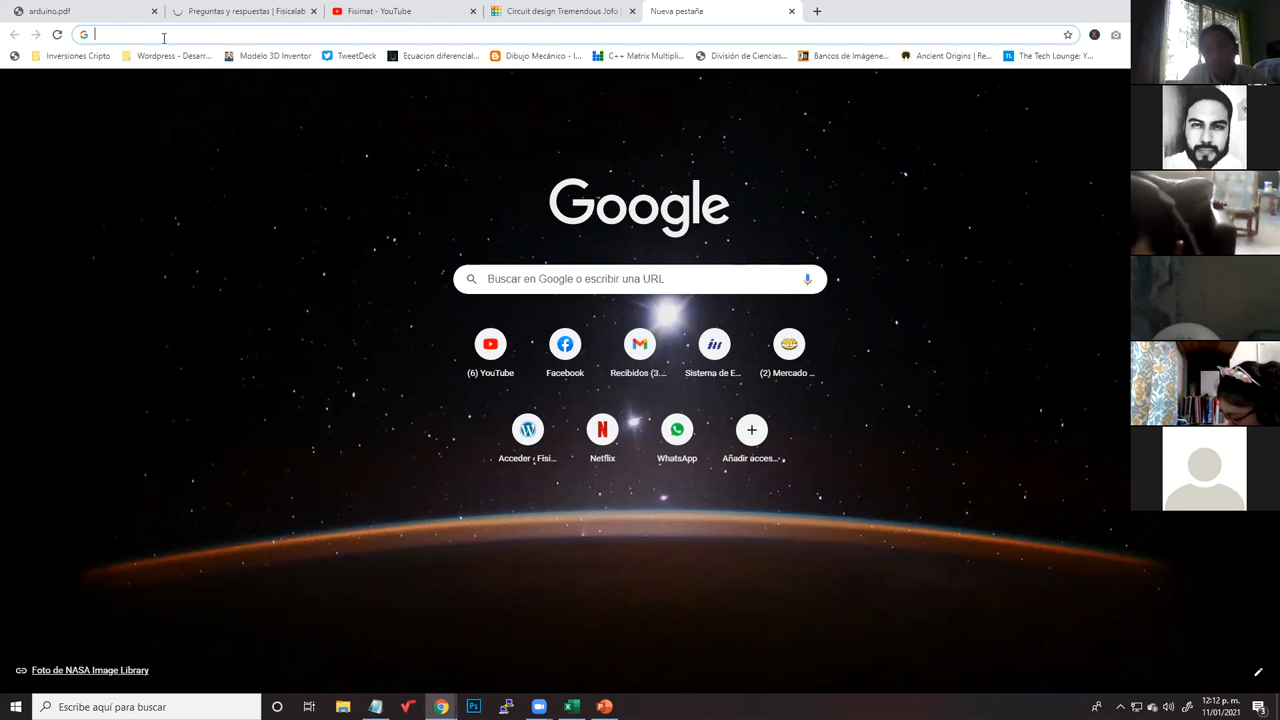 arduino.pdf
Preguntas y respuestas | Fisicalab
Fisimat - YouTube
Circuit design Tremendous Jofo |
Nueva pestaña
Inversiones Cripto
Wordpress - Desarr...
Modelo 3D Inventor
TweetDeck
Ecuacion diferencial...
Dibujo Mecánico - I...
C++ Matrix Multipli...
División de Ciencias...
Bancos de Imágene...
Ancient Origins | Re...
The Tech Lounge: Y...
Google
Buscar en Google o escribir una URL
(6) YouTube
Facebook
Recibidos (3....
Sistema de E...
(2) Mercado ...
Acceder ‹ Fisi...
Netflix
WhatsApp
Añadir acces...
Foto de NASA Image Library
Escribe aquí para buscar
12:12 p. m.
11/01/2021